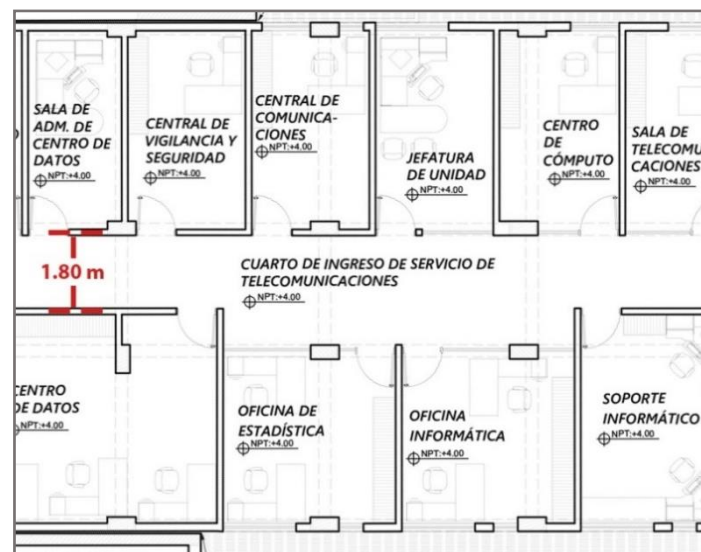 SALA DE
ADM. DE
CENTRO DE
DATOS
NPT:+4.00
CENTRAL DE
VIGILANCIA Y
SEGURIDAD
NPT:+4.00
CENTRAL DE
COMUNICA-
CIONES
NPT:+4.00
JEFATURA
DE UNIDAD
NPT:+4.00
CENTRO
DE
CÓMPUTO
NPT:+4.00
SALA DE
TELECOMU
CACIONES
NPT:+4.00
1.80 m
CUARTO DE INGRESO DE SERVICIO DE
TELECOMUNICACIONES
NPT:+4.00
CENTRO
DE DATOS
NPT:+4.00
OFICINA DE
ESTADÍSTICA
NPT:+4.00
OFICINA
INFORMÁTICA
NPT:+4.00
SOPORTE
INFORMÁTICO
NPT:+4.00